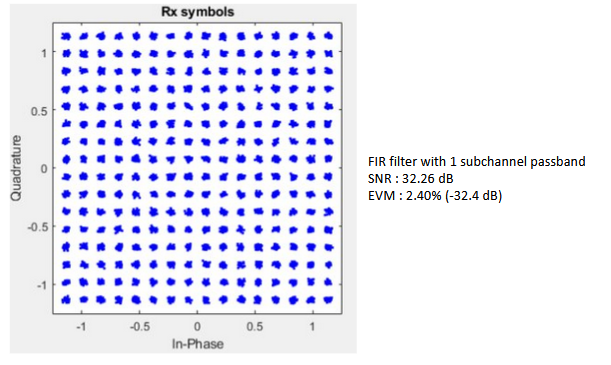 Rx symbols
1
0.5
0
-0.5
-1
Quadrature
-1
-0.5
0
0.5
1
In-Phase
FIR filter with 1 subchannel passband
SNR : 32.26 dB
EVM : 2.40% (-32.4 dB)